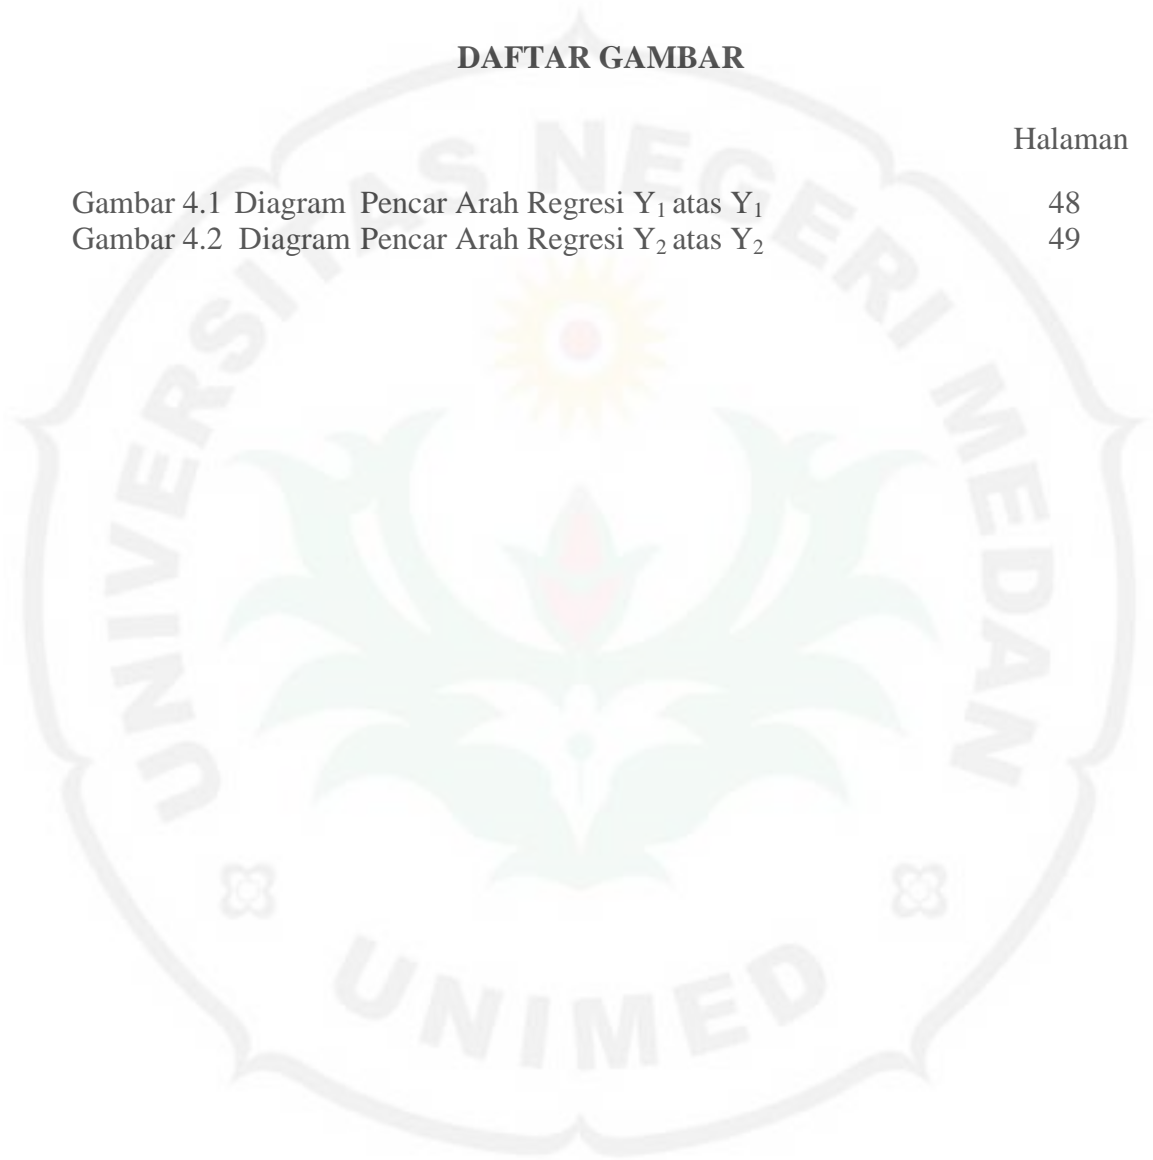 DAFTAR GAMBAR
Halaman
Gambar 4.1 Diagram Pencar Arah Regresi Y₁ atas Y₁ 48
Gambar 4.2 Diagram Pencar Arah Regresi Y₂ atas Y₂ 49
UNIVERSITAS NEGERI MEDAN
UNIMED